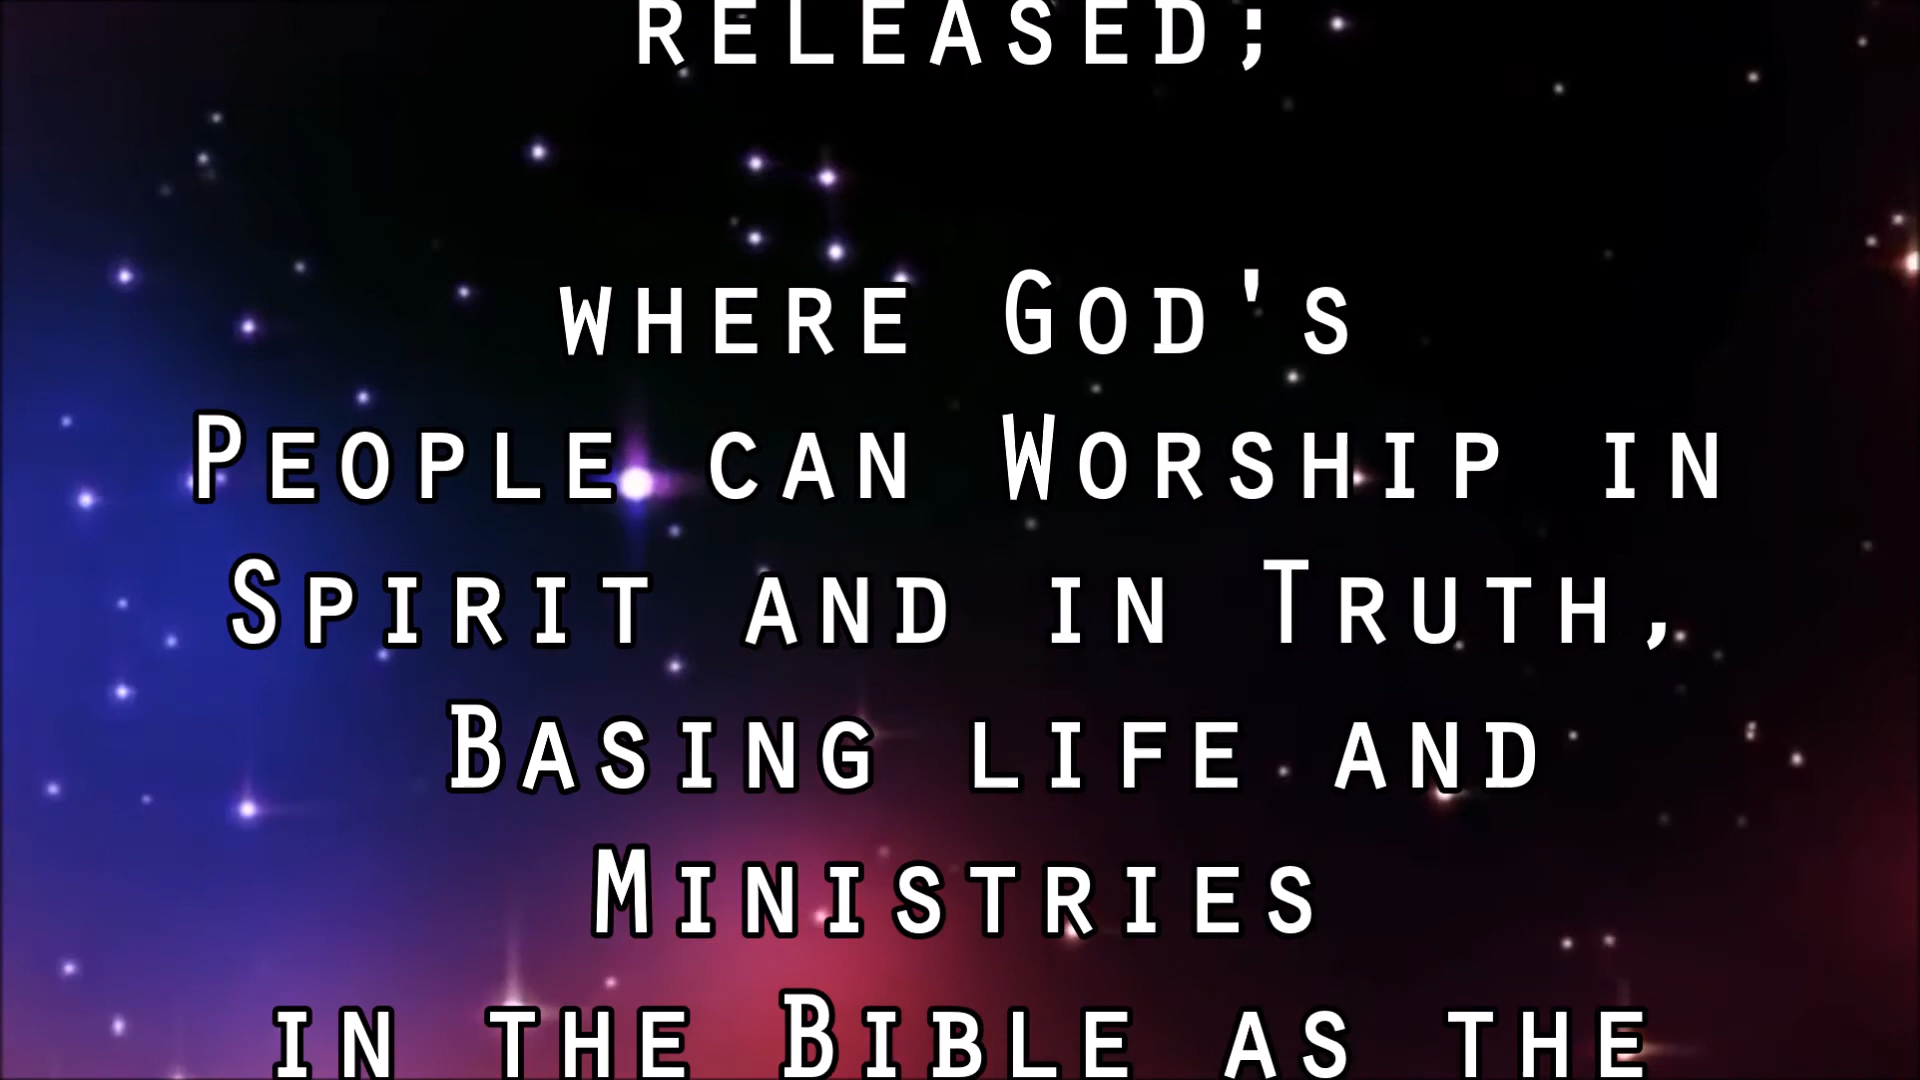 released;
where God's
People can Worship in
Spirit and in Truth,
Basing life and
Ministries
in the Bible as the